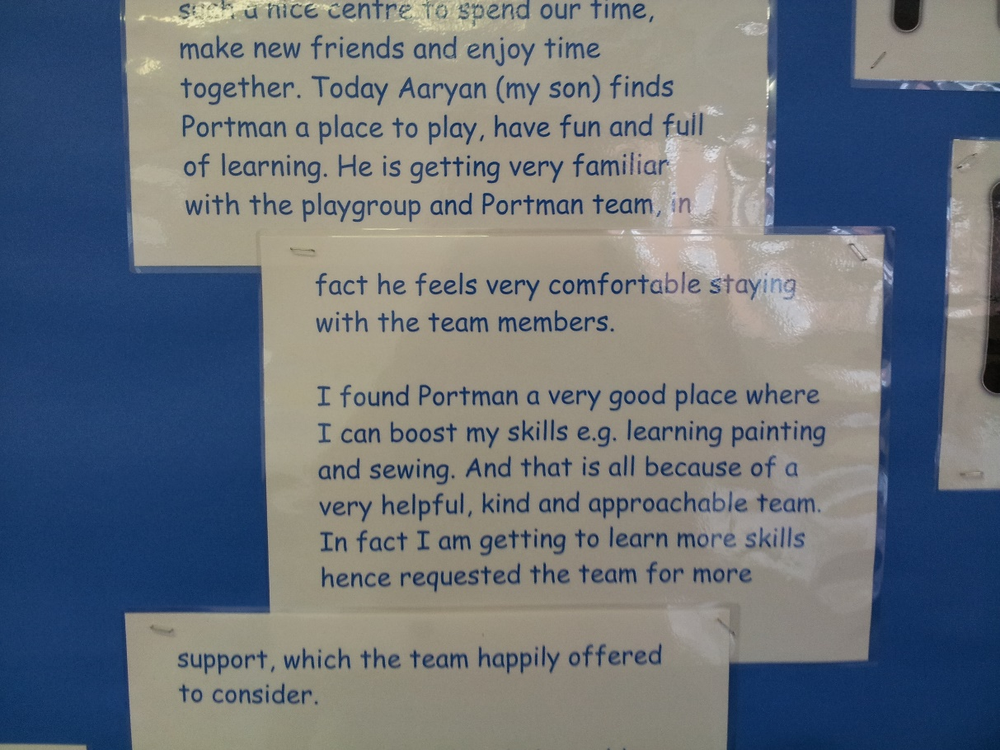 such a nice centre to spend our time,
make new friends and enjoy time
together. Today Aaryan (my son) finds
Portman a place to play, have fun and full
of learning. He is getting very familiar
with the playgroup and Portman team, in
fact he feels very comfortable staying
with the team members.
I found Portman a very good place where
I can boost my skills e.g. learning painting
and sewing. And that is all because of a
very helpful, kind and approachable team.
In fact I am getting to learn more skills
hence requested the team for more
support, which the team happily offered
to consider.